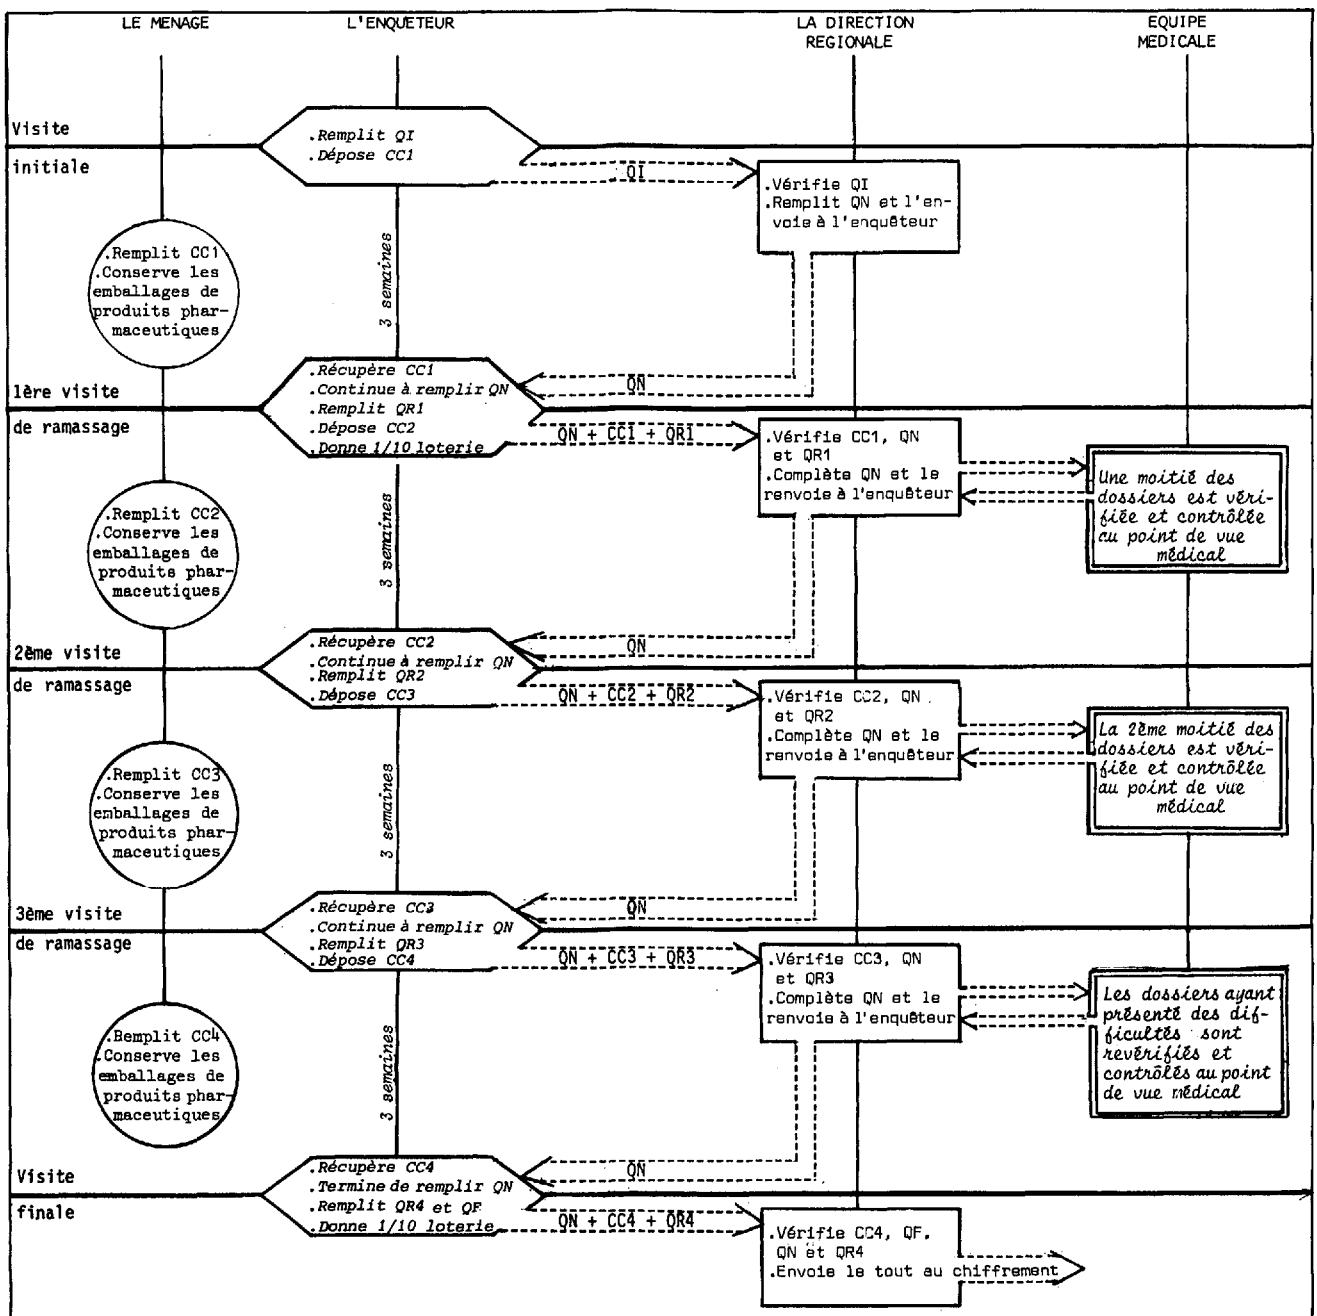 LE MENAGE
L'ENQUETEUR
LA DIRECTION
REGIONALE
EQUIPE
MEDICALE
Visite
initiale
.Remplit QI
.Dépose CC1
QI
.Vérifie QI
.Remplit QN et l'en-
voie à l'enquêteur
.Remplit CC1
.Conserve les
emballages de
produits phar-
maceutiques
3 semaines
1ère visite
de ramassage
.Récupère CC1
.Continue à remplir QN
.Remplit QR1
.Dépose CC2
.Donne 1/10 loterie
QN
QN + CC1 + QR1
.Vérifie CC1, QN
et QR1
.Complète QN et le
renvoie à l'enquêteur
Une moitié des
dossiers est véri-
fiée et contrôlée
au point de vue
médical
.Remplit CC2
.Conserve les
emballages de
produits phar-
maceutiques
3 semaines
2ème visite
de ramassage
.Récupère CC2
.Continue à remplir QN
.Remplit QR2
.Dépose CC3
QN
QN + CC2 + QR2
.Vérifie CC2, QN
et QR2
.Complète QN et le
renvoie à l'enquêteur
La 2ème moitié des
dossiers est véri-
fiée et contrôlée
au point de vue
médical
.Remplit CC3
.Conserve les
emballages de
produits phar-
maceutiques
3 semaines
3ème visite
de ramassage
.Récupère CC3
.Continue à remplir QN
.Remplit QR3
.Dépose CC4
QN
QN + CC3 + QR3
.Vérifie CC3, QN
et QR3
.Complète QN et le
renvoie à l'enquêteur
Les dossiers ayant
présenté des dif-
ficultés sont
revérifiés et
contrôlés au point
de vue médical
.Remplit CC4
.Conserve les
emballages de
produits phar-
maceutiques
3 semaines
Visite
finale
.Récupère CC4
.Termine de remplir QN
.Remplit QR4 et QF
.Donne 1/10 loterie
QN
QN + CC4 + QR4
.Vérifie CC4, QF,
QN et QR4
.Envoie le tout au chiffrement